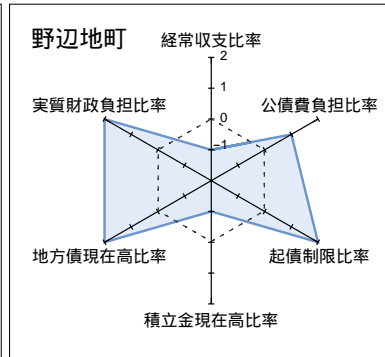 野辺地町
経常収支比率
2
1
0
-1
公債費負担比率
起債制限比率
積立金現在高比率
地方債現在高比率
実質財政負担比率